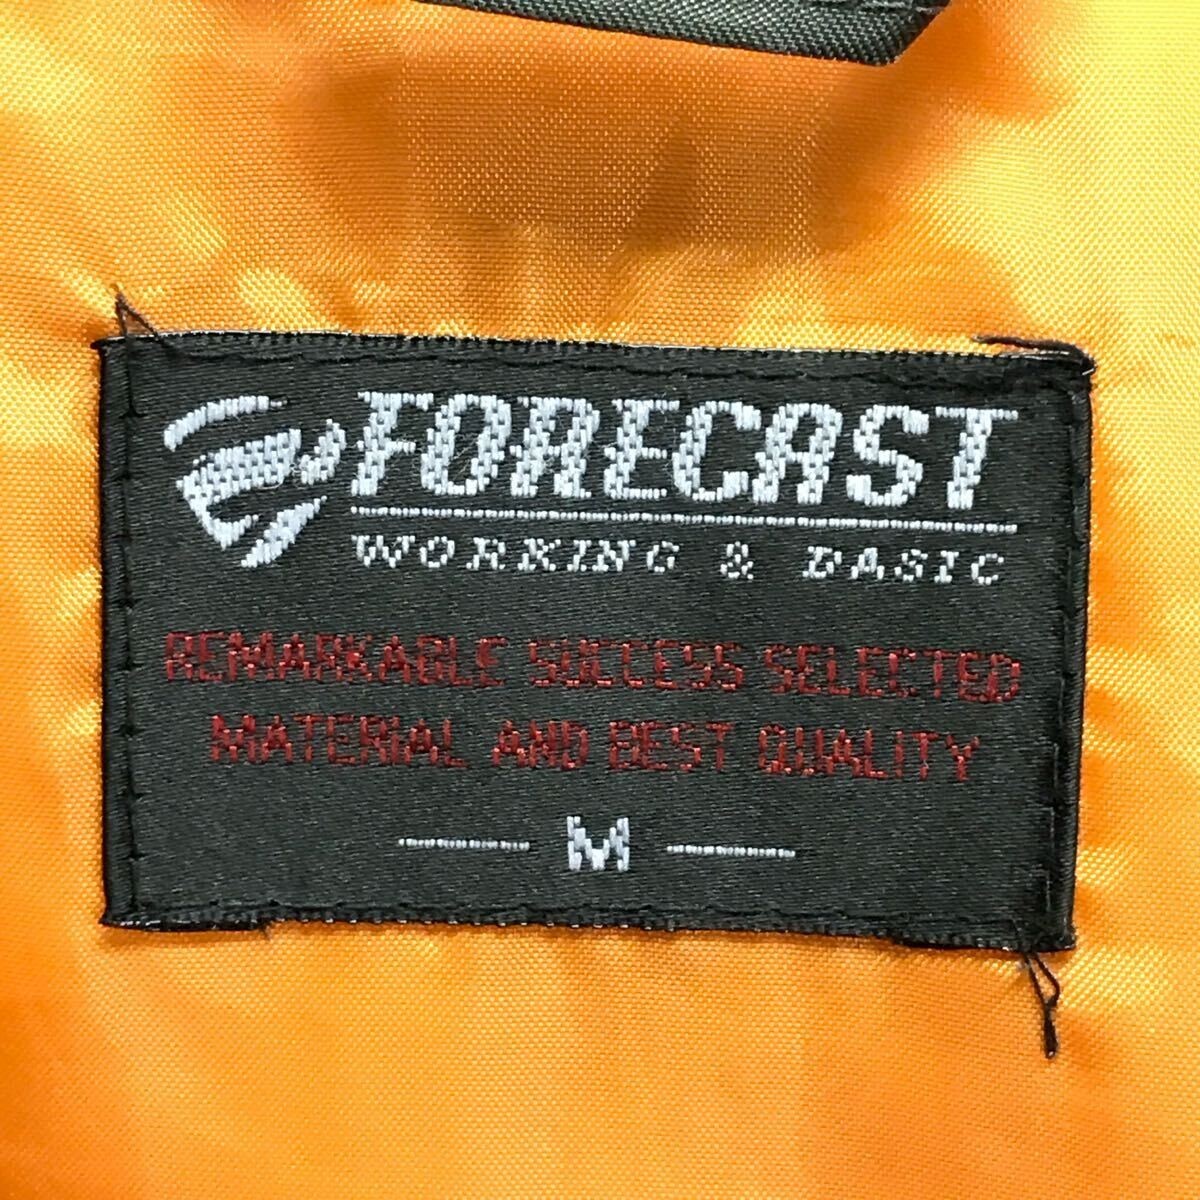 FORECAST
WORKING & BASIC
REMARKABLE SUCCESS SELECTED
MATERIAL AND BEST QUALITY
M